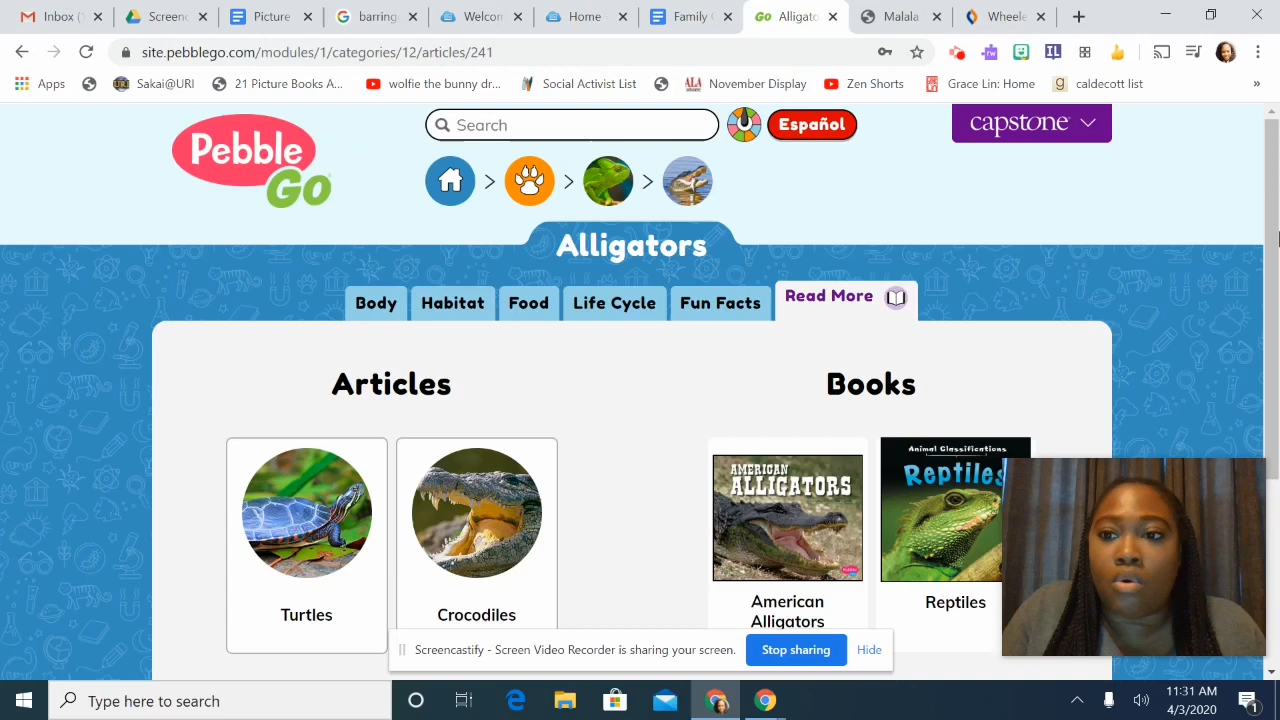 Inbox (1
Screenc
Picture
barring
Welcom
Home -
Family C
Alligato
Malala
Wheele
site.pebblego.com/modules/1/categories/12/articles/241
Apps
Sakai@URI
21 Picture Books A...
wolfie the bunny dr...
Social Activist List
November Display
Zen Shorts
Grace Lin: Home
caldecott list
»
Pebble
Go
Search
Español
capstone
Alligators
Body
Habitat
Food
Life Cycle
Fun Facts
Read More
Articles
Books
Turtles
Crocodiles
AMERICAN
ALLIGATORS
American
Alligators
Animal Classifications
Reptiles
Reptiles
Screencastify - Screen Video Recorder is sharing your screen.
Stop sharing
Hide
Type here to search
11:31 AM
4/3/2020